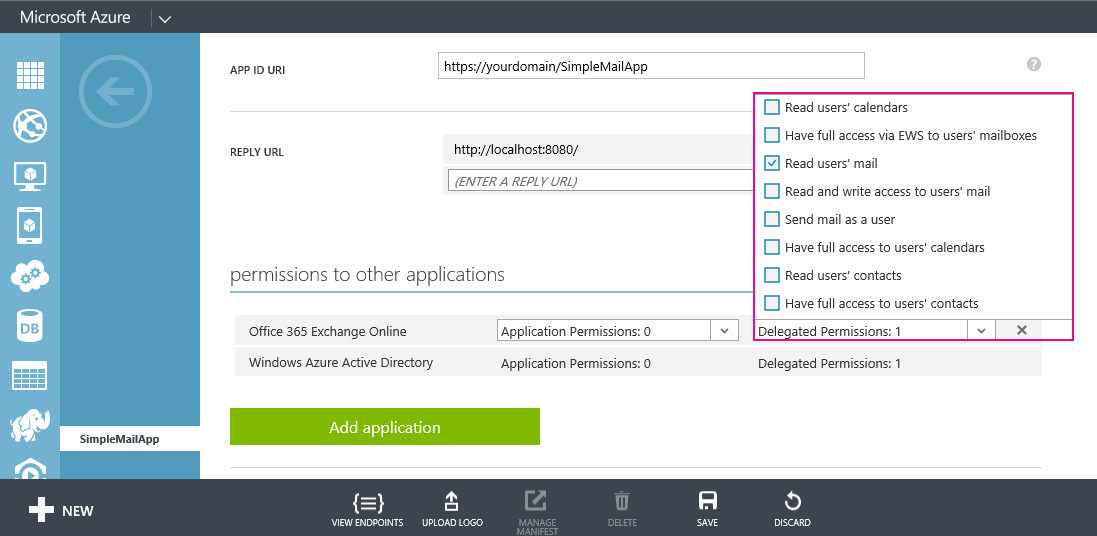 Microsoft Azure
APP ID URI
https://yourdomain/SimpleMailApp
?
Read users' calendars
Have full access via EWS to users' mailboxes
REPLY URL
http://localhost:8080/
Read users' mail
(ENTER A REPLY URL)
Read and write access to users' mail
Send mail as a user
Have full access to users' calendars
permissions to other applications
Read users' contacts
Have full access to users' contacts
Office 365 Exchange Online Application Permissions: 0 Delegated Permissions: 1
Windows Azure Active Directory Application Permissions: 0 Delegated Permissions: 1
DB
Add application
SimpleMailApp
NEW
VIEW ENDPOINTS
UPLOAD LOGO
MANAGE
MANIFEST
DELETE
SAVE
DISCARD